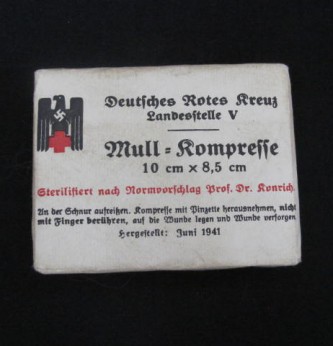 Deutsches Rotes Kreuz
Landesstelle V
Mull-Kompresse
10 cm x 8,5 cm
Sterilisiert nach Normvorschlag Prof. Dr. Konrich.
An der Schnur aufreißen. Kompresse mit Pinzette herausnehmen, nicht
mit Finger berühren, auf die Wunde legen und Wunde versorgen
Hergestellt: Juni 1941